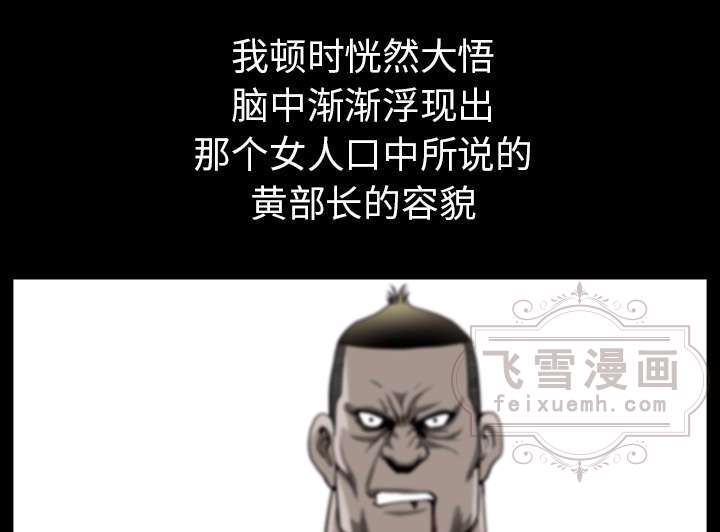 我顿时恍然大悟
脑中渐渐浮现出
那个女人口中所说的
黄部长的容貌
飞雪漫画
feixuemh.com